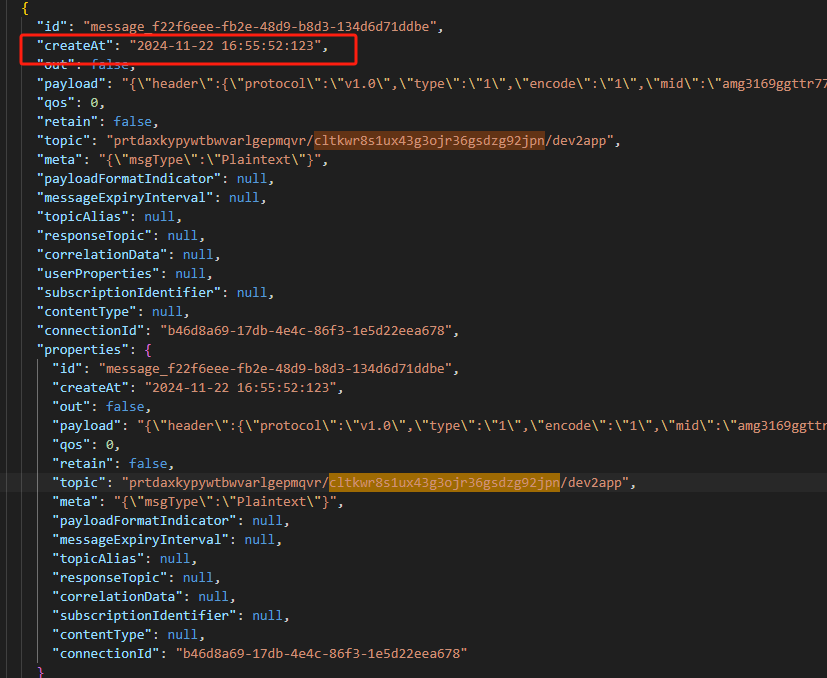 {
"id": "message_f22f6eee-fb2e-48d9-b8d3-134d6d71ddbe",
"createAt": "2024-11-22 16:55:52:123",
"out": false,
"payload": "{\"header\":{\"protocol\":\"v1.0\",\"type\":\"1\",\"encode\":\"1\",\"mid\":\"amg3169ggttr77
"qos": 0,
"retain": false,
"topic": "prtdaxkypywtbwvarlgepmqvr/cltkwr8s1ux43g3ojr36gsdzg92jpn/dev2app",
"meta": "{\"msgType\":\"Plaintext\"}",
"payloadFormatIndicator": null,
"messageExpiryInterval": null,
"topicAlias": null,
"responseTopic": null,
"correlationData": null,
"userProperties": null,
"subscriptionIdentifier": null,
"contentType": null,
"connectionId": "b46d8a69-17db-4e4c-86f3-1e5d22eea678",
"properties": {
"id": "message_f22f6eee-fb2e-48d9-b8d3-134d6d71ddbe",
"createAt": "2024-11-22 16:55:52:123",
"out": false,
"payload": "{\"header\":{\"protocol\":\"v1.0\",\"type\":\"1\",\"encode\":\"1\",\"mid\":\"amg3169ggttr
"qos": 0,
"retain": false,
"topic": "prtdaxkypywtbwvarlgepmqvr/cltkwr8s1ux43g3ojr36gsdzg92jpn/dev2app",
"meta": "{\"msgType\":\"Plaintext\"}",
"payloadFormatIndicator": null,
"messageExpiryInterval": null,
"topicAlias": null,
"responseTopic": null,
"correlationData": null,
"subscriptionIdentifier": null,
"contentType": null,
"connectionId": "b46d8a69-17db-4e4c-86f3-1e5d22eea678"
}